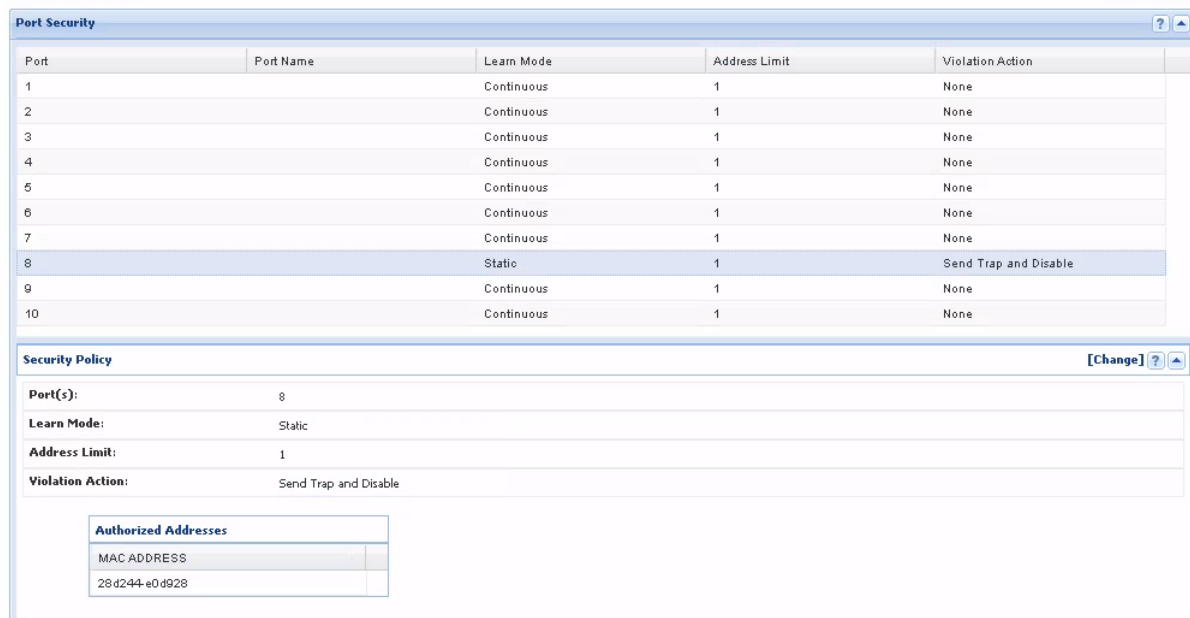 Port Security ?
Port Port Name Learn Mode Address Limit Violation Action
1 Continuous 1 None
2 Continuous 1 None
3 Continuous 1 None
4 Continuous 1 None
5 Continuous 1 None
6 Continuous 1 None
7 Continuous 1 None
8 Static 1 Send Trap and Disable
9 Continuous 1 None
10 Continuous 1 None
Security Policy [Change] ?
Port(s): 8
Learn Mode: Static
Address Limit: 1
Violation Action: Send Trap and Disable
Authorized Addresses
MAC ADDRESS
28d244-e0d928